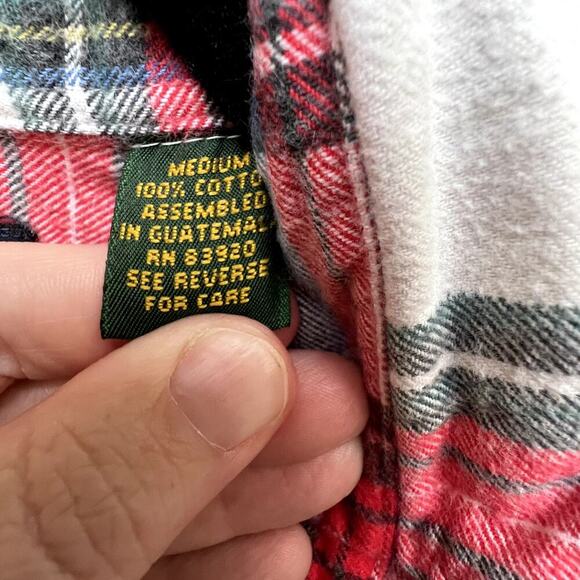 MEDIUM
100% COTTO
ASSEMBLED
IN GUATEMAL
RN 83920
SEE REVERSE
FOR CARE